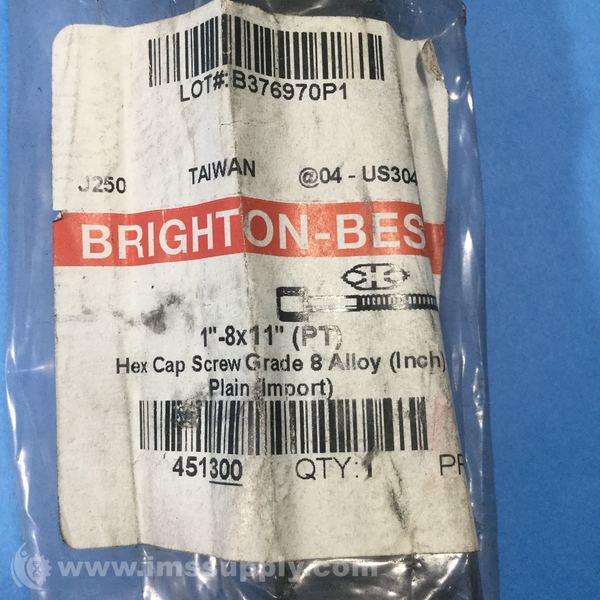 LOT#:B376970P1
J250 TAIWAN @04 - US304
BRIGHTON-BES
1"-8x11" (PT)
Hex Cap Screw Grade 8 Alloy (Inch)
Plain (Import)
451300 QTY:1 PF
www.imssupply.com